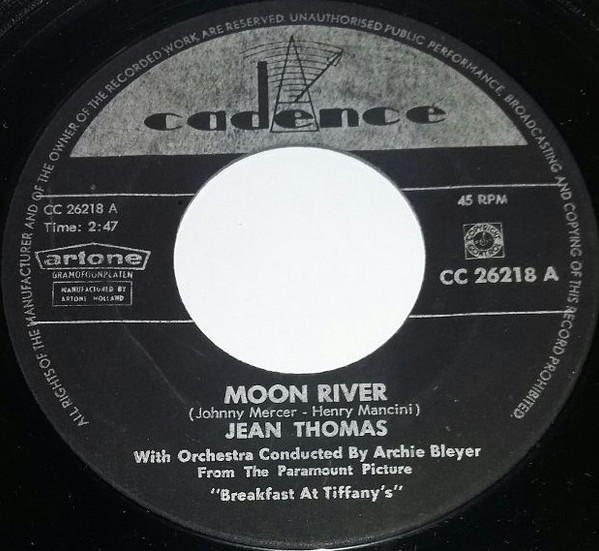 ALL RIGHTS OF THE MANUFACTURER AND OF THE OWNER OF THE RECORDED WORK ARE RESERVED. UNAUTHORISED PUBLIC PERFORMANCE, BROADCASTING AND COPYING OF THIS RECORD PROHIBITED.
cadence
CC 26218 A
Time: 2:47
artone
GRAMOFOONPLATEN
MANUFACTURED BY
ARTONE HOLLAND
45 RPM
COPYRIGHT
CONTROL
CC 26218 A
MOON RIVER
(Johnny Mercer - Henry Mancini)
JEAN THOMAS
With Orchestra Conducted By Archie Bleyer
From The Paramount Picture
"Breakfast At Tiffany's"